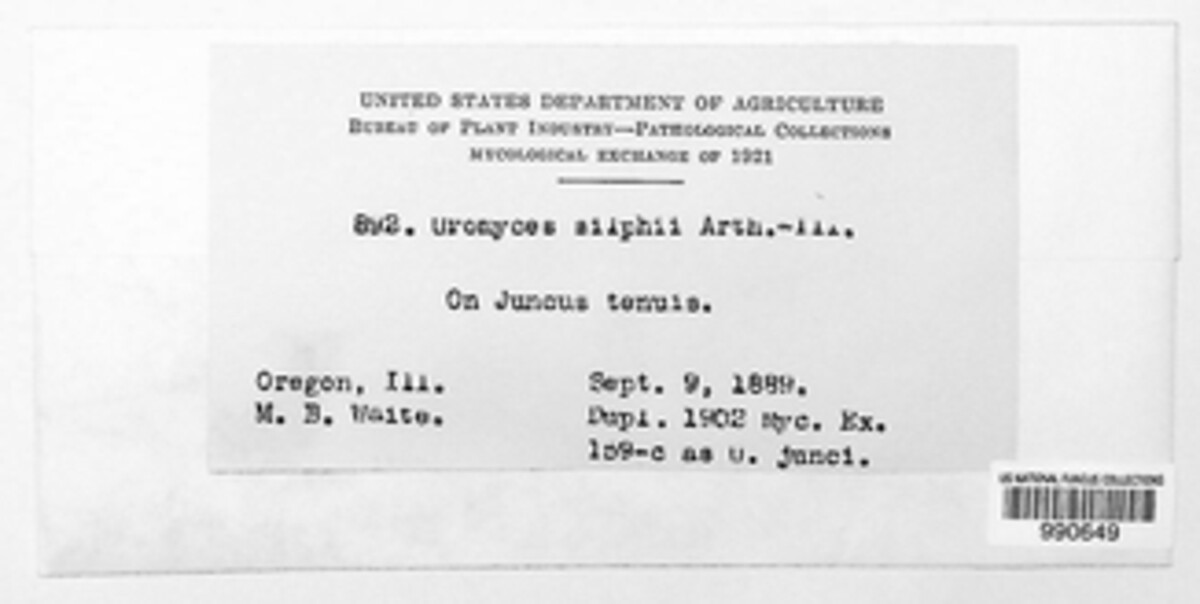 UNITED STATES DEPARTMENT OF AGRICULTURE
BUREAU OF PLANT INDUSTRY—PATHOLOGICAL COLLECTIONS
MYCOLOGICAL EXCHANGE OF 1921
892. Uromyces silphii Arth.-III.
On Juncus tenuis.
Oregon, Ill.
Sept. 9, 1889.
M. B. Waite.
Dupl. 1902 Myc. Ex.
159-c as U. junci.
US NATIONAL FUNGUS COLLECTIONS
990649